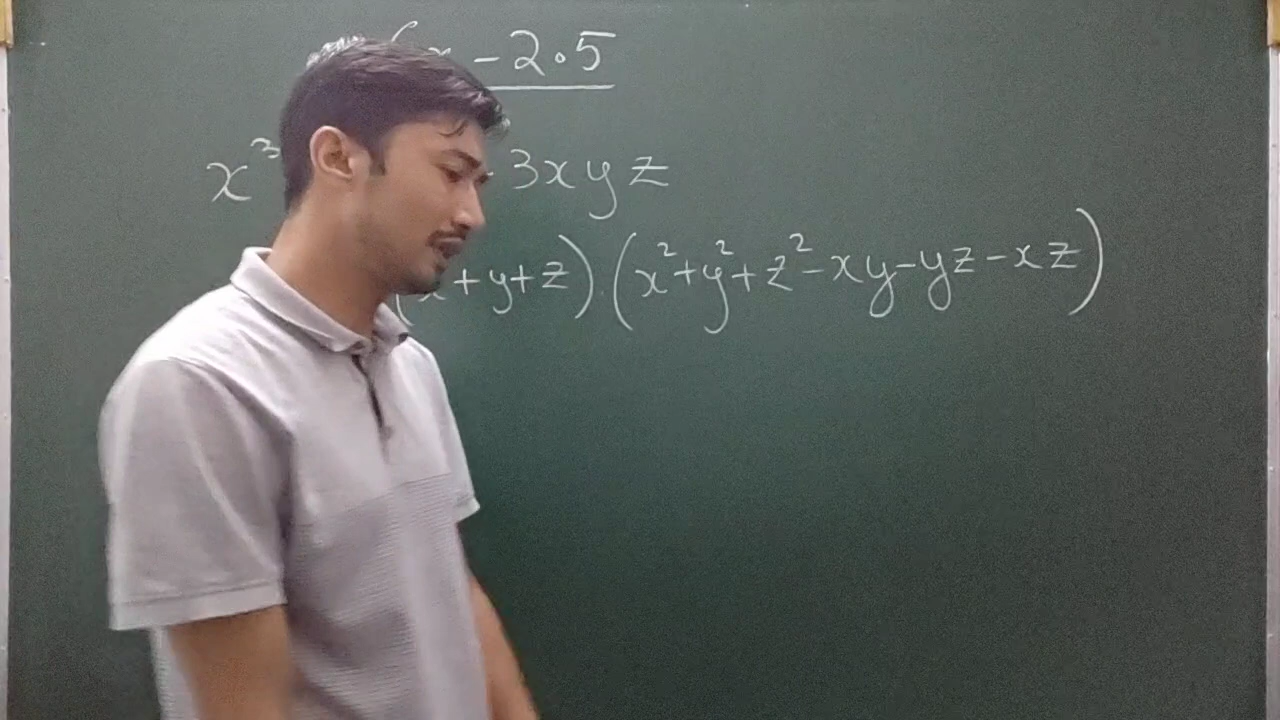 - 2.5
x³ - 3xyz
+ y + z) . (x² + y² + z² - xy - yz - xz)